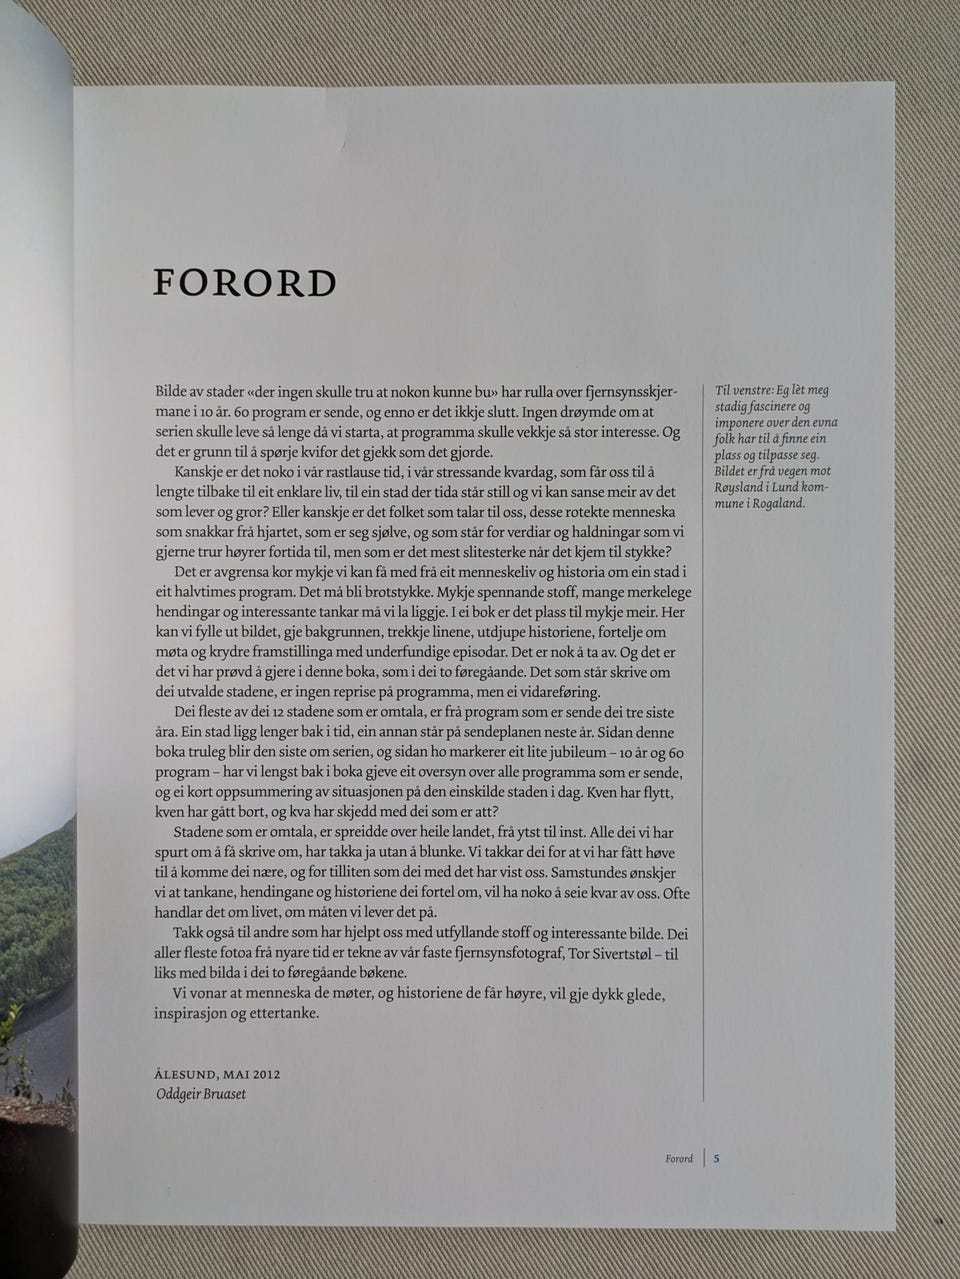 FORORD
Bilde av stader «der ingen skulle tru at nokon kunne bu» har rulla over fjernsynsskjer-
mane i 10 år. 60 program er sende, og enno er det ikkje slutt. Ingen drøymde om at
serien skulle leve så lenge då vi starta, at programma skulle vekkje så stor interesse. Og
det er grunn til å spørje kvifor det gjekk som det gjorde.
Kanskje er det noko i vår rastlause tid, i vår stressande kvardag, som får oss til å
lengte tilbake til eit enklare liv, til ein stad der tida står still og vi kan sanse meir av det
som lever og gror? Eller kanskje er det folket som talar til oss, desse rotekte menneska
som snakkar frå hjartet, som er seg sjølve, og som står for verdiar og haldningar som vi
gjerne trur høyrer fortida til, men som er det mest slitesterke når det kjem til stykke?
Det er avgrensa kor mykje vi kan få med frå eit menneskeliv og historia om ein stad i
eit halvtimes program. Det må bli brotstykke. Mykje spennande stoff, mange merkelege
hendingar og interessante tankar må vi la liggje. I ei bok er det plass til mykje meir. Her
kan vi fylle ut bildet, gje bakgrunnen, trekkje linene, utdjupe historiene, fortelje om
møta og krydre framstillinga med underfundige episodar. Det er nok å ta av. Og det er
det vi har prøvd å gjere i denne boka, som i dei to føregåande. Det som står skrive om
dei utvalde stadene, er ingen reprise på programma, men ei vidareføring.
Dei fleste av dei 12 stadene som er omtala, er frå program som er sende dei tre siste
åra. Ein stad ligg lenger bak i tid, ein annan står på sendeplanen neste år. Sidan denne
boka truleg blir den siste om serien, og sidan ho markerer eit lite jubileum – 10 år og 60
program – har vi lengst bak i boka gjeve eit oversyn over alle programma som er sende,
og ei kort oppsummering av situasjonen på den einskilde staden i dag. Kven har flytt,
kven har gått bort, og kva har skjedd med dei som er att?
Stadene som er omtala, er spreidde over heile landet, frå ytst til inst. Alle dei vi har
spurt om å få skrive om, har takka ja utan å blunke. Vi takkar dei for at vi har fått høve
til å komme dei nære, og for tilliten som dei med det har vist oss. Samstundes ønskjer
vi at tankane, hendingane og historiene dei fortel om, vil ha noko å seie kvar av oss. Ofte
handlar det om livet, om måten vi lever det på.
Takk også til andre som har hjelpt oss med utfyllande stoff og interessante bilde. Dei
aller fleste fotoa frå nyare tid er tekne av vår faste fjernsynsfotograf, Tor Sivertstøl – til
liks med bilda i dei to føregåande bøkene.
Vi vonar at menneska de møter, og historiene de får høyre, vil gje dykk glede,
inspirasjon og ettertanke.
ÅLESUND, MAI 2012
Oddgeir Bruaset
Til venstre: Eg lèt meg
stadig fascinere og
imponere over den evna
folk har til å finne ein
plass og tilpasse seg.
Bildet er frå vegen mot
Røysland i Lund kom-
mune i Rogaland.
Forord | 5